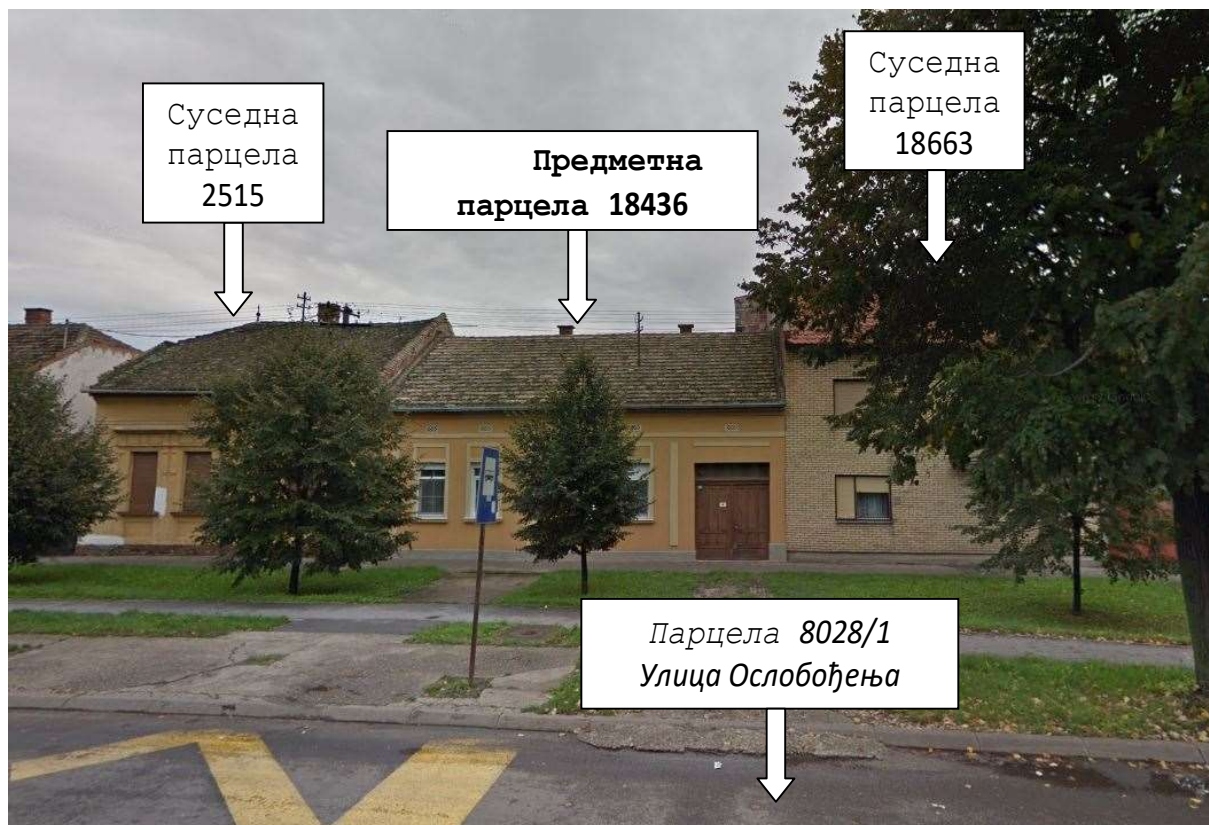 Суседна
парцела
2515
Предметна
парцела 18436
Суседна
парцела
18663
Парцела 8028/1
Улица Ослобођења